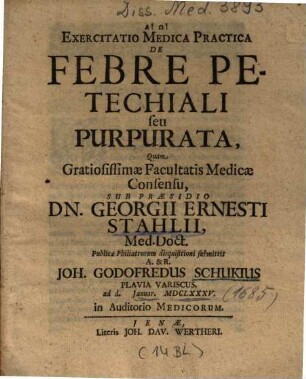 Diss. Med. 3893
EXERCITATIO MEDICA PRACTICA
DE
FEBRE PE-
TECHIALI
seu
PURPURATA,
Quam
Gratiosissimæ Facultatis Medicæ
Consensu,
SUB PRÆSIDIO
DN. GEORGII ERNESTI
STAHLII,
Med. Doct.
Publicæ Philiatrorum disquisitioni submittit
A. & R.
JOH. GODOFREDUS SCHUKIUS
PLAVIA VARISCUS,
ad d. Januar. MDCLXXXV. (1685)
in Auditorio MEDICORUM.
IENÆ,
Literis JOH. DAV. WERTHERI.
(14 BL)